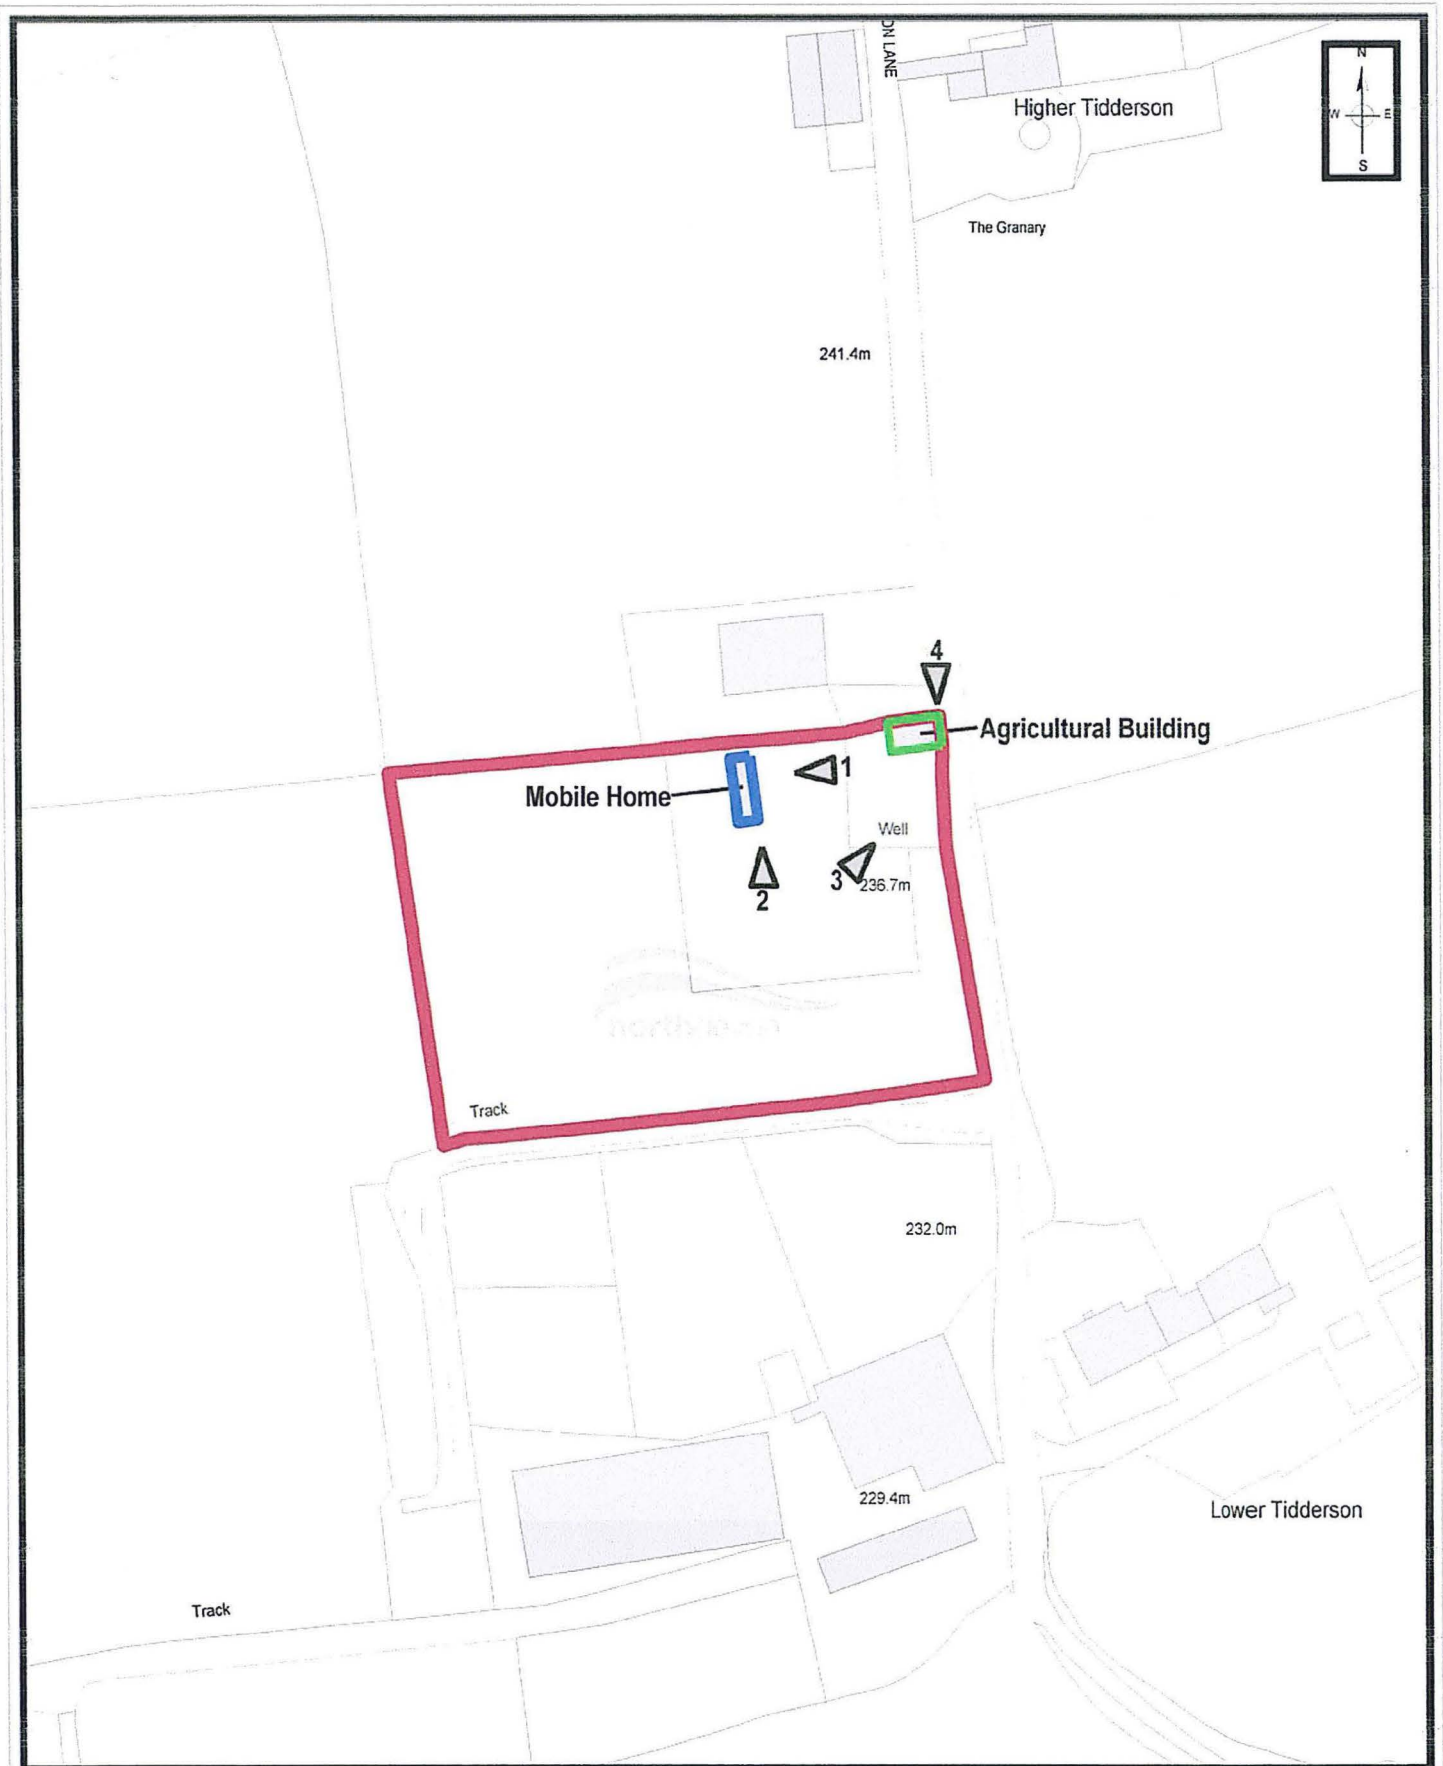 ON LANE
N
W E
S
Higher Tidderson
The Granary
241.4m
4
Agricultural Building
1
Mobile Home
Well
3
236.7m
2
Track
232.0m
229.4m
Lower Tidderson
Track